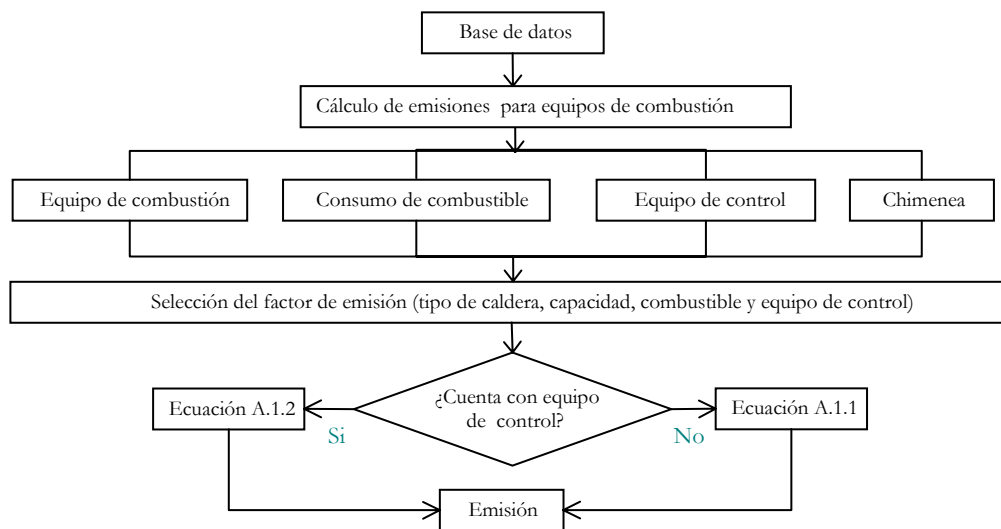 Base de datos
Cálculo de emisiones para equipos de combustión
Equipo de combustión
Consumo de combustible
Equipo de control
Chimenea
Selección del factor de emisión (tipo de caldera, capacidad, combustible y equipo de control)
¿Cuenta con equipo
de control?
Ecuación A.1.2
Ecuación A.1.1
Si
No
Emisión